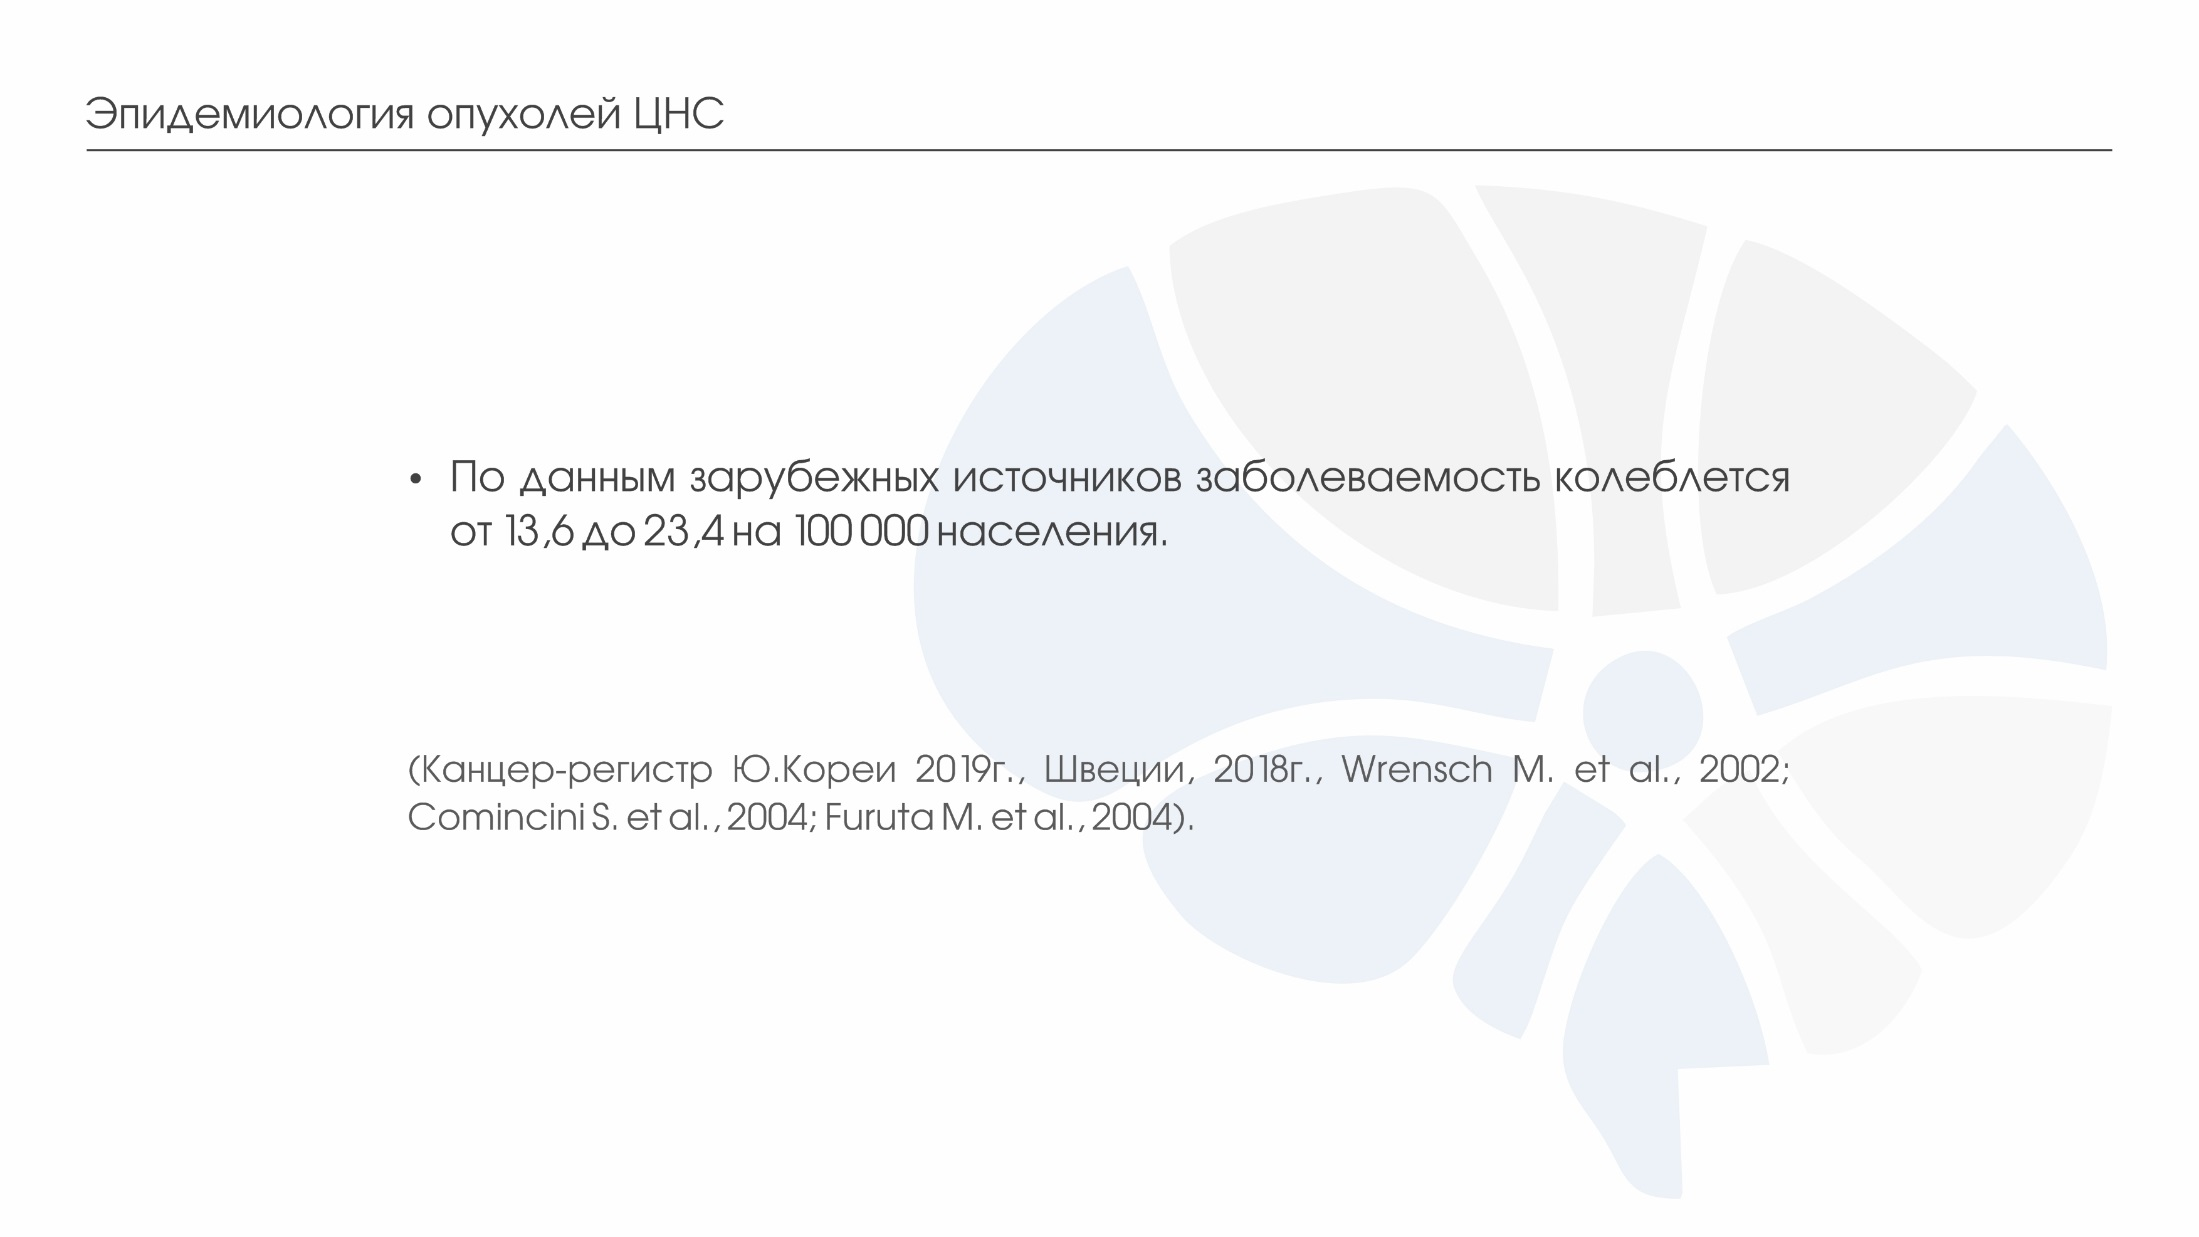 Эпидемиология опухолей ЦНС
• По данным зарубежных источников заболеваемость колеблется
от 13,6 до 23,4 на 100 000 населения.
(Канцер-регистр Ю.Кореи 2019г., Швеции, 2018г., Wrensch M. et al., 2002;
Comincini S. et al., 2004; Furuta M. et al., 2004).